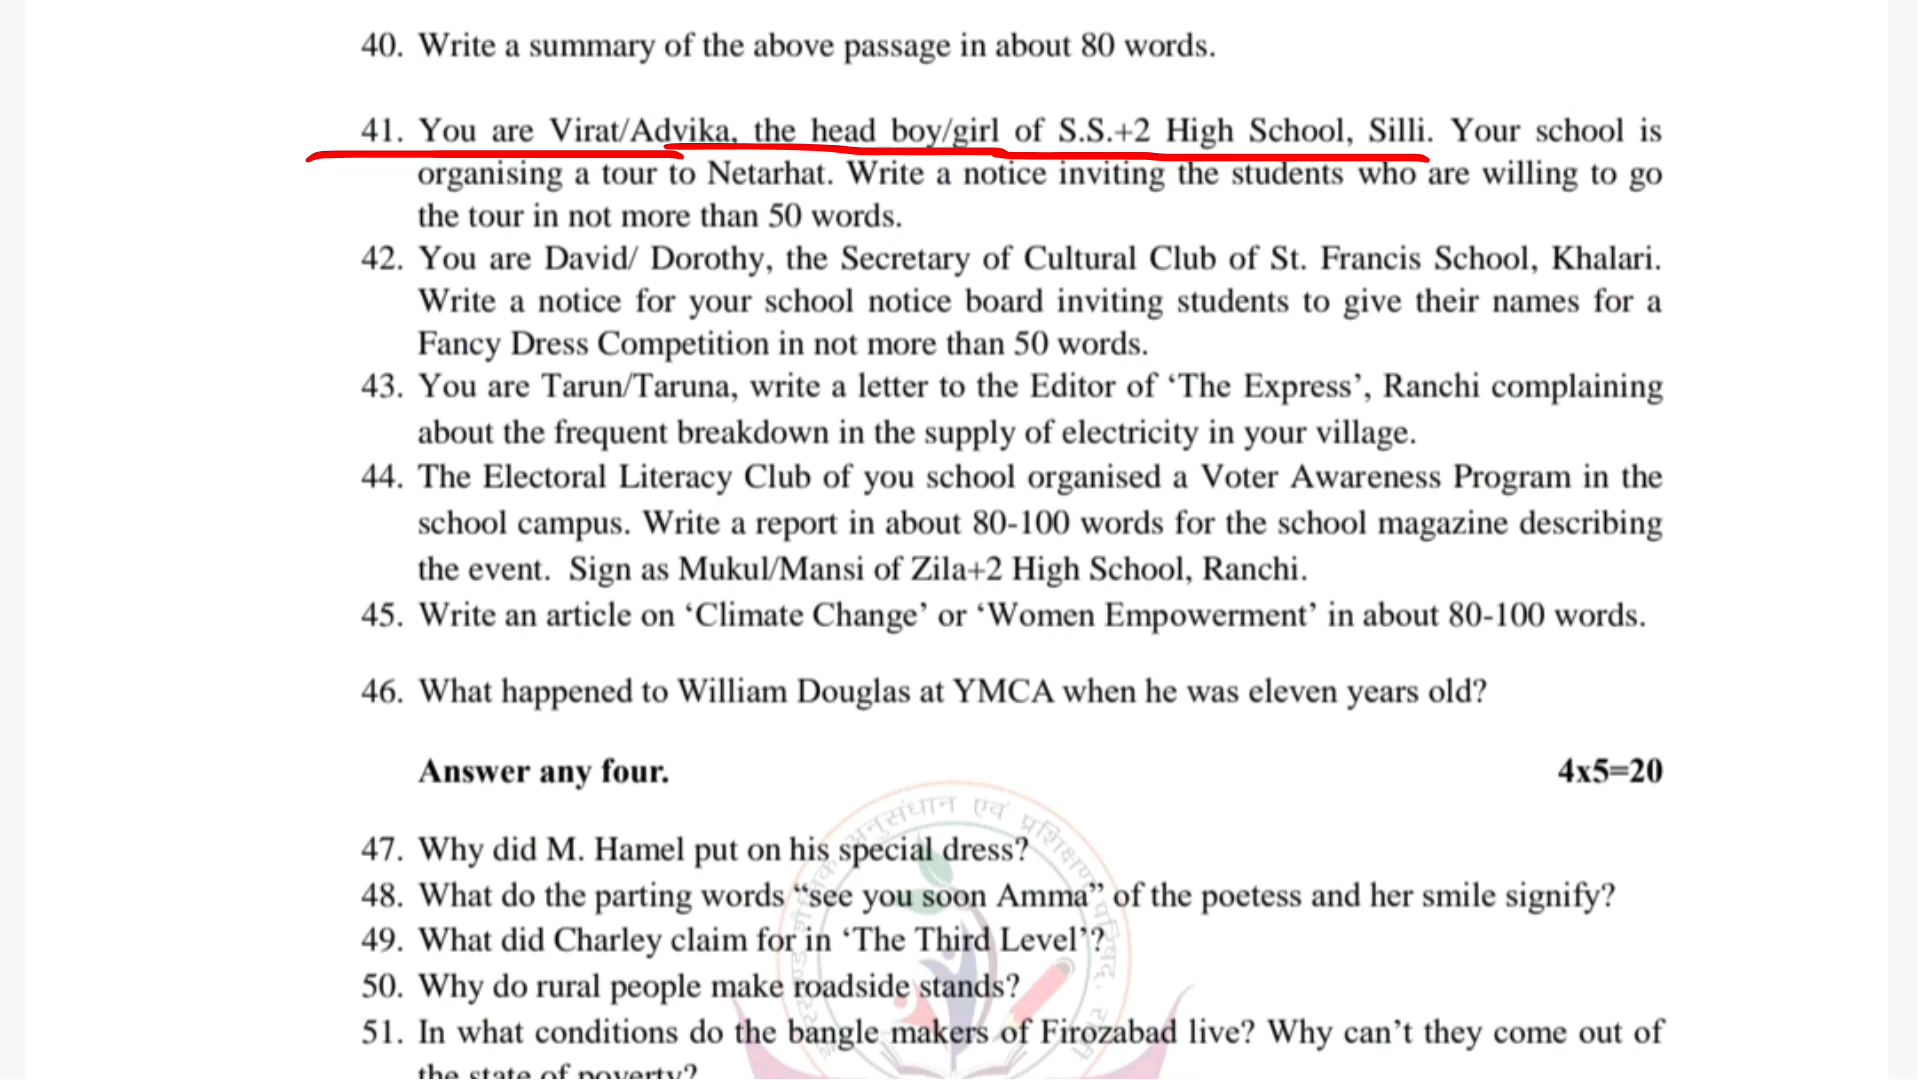 40. Write a summary of the above passage in about 80 words.
41. You are Virat/Advika, the head boy/girl of S.S.+2 High School, Silli. Your school is
organising a tour to Netarhat. Write a notice inviting the students who are willing to go
the tour in not more than 50 words.
42. You are David/ Dorothy, the Secretary of Cultural Club of St. Francis School, Khalari.
Write a notice for your school notice board inviting students to give their names for a
Fancy Dress Competition in not more than 50 words.
43. You are Tarun/Taruna, write a letter to the Editor of ‘The Express’, Ranchi complaining
about the frequent breakdown in the supply of electricity in your village.
44. The Electoral Literacy Club of you school organised a Voter Awareness Program in the
school campus. Write a report in about 80-100 words for the school magazine describing
the event. Sign as Mukul/Mansi of Zila+2 High School, Ranchi.
45. Write an article on ‘Climate Change’ or ‘Women Empowerment’ in about 80-100 words.
46. What happened to William Douglas at YMCA when he was eleven years old?
Answer any four. 4x5=20
47. Why did M. Hamel put on his special dress?
48. What do the parting words “see you soon Amma” of the poetess and her smile signify?
49. What did Charley claim for in ‘The Third Level’?
50. Why do rural people make roadside stands?
51. In what conditions do the bangle makers of Firozabad live? Why can’t they come out of
the state of poverty?
अनुसंधान एवं प्रशिक्षण परिषद,